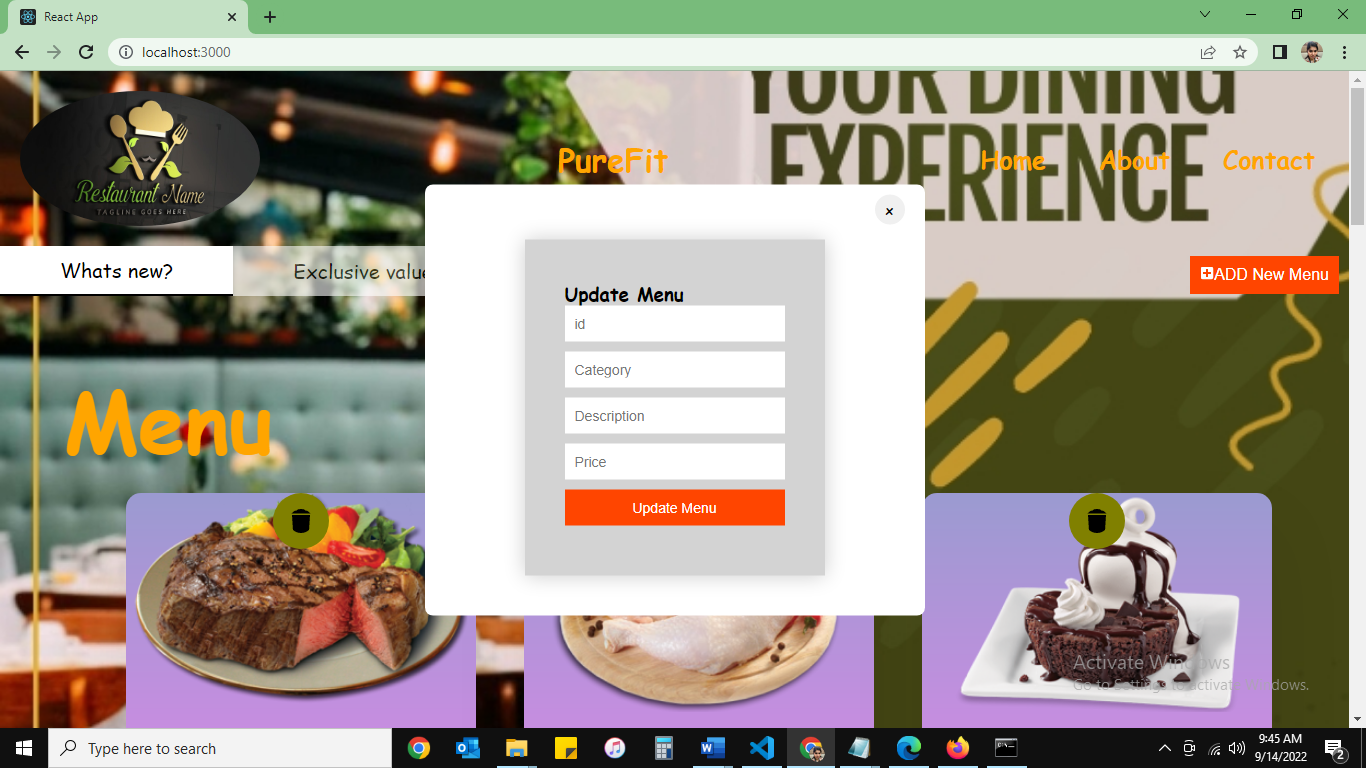 React App
localhost:3000
YOUR DINING
EXPERIENCE
Restaurant Name
TAGLINE GOES HERE
PureFit
Home
About
Contact
×
Whats new?
Exclusive value
ADD New Menu
Update Menu
id
Category
Description
Price
Update Menu
Menu
Activate Windows
Go to Settings to activate Windows.
Type here to search
9:45 AM
9/14/2022
2